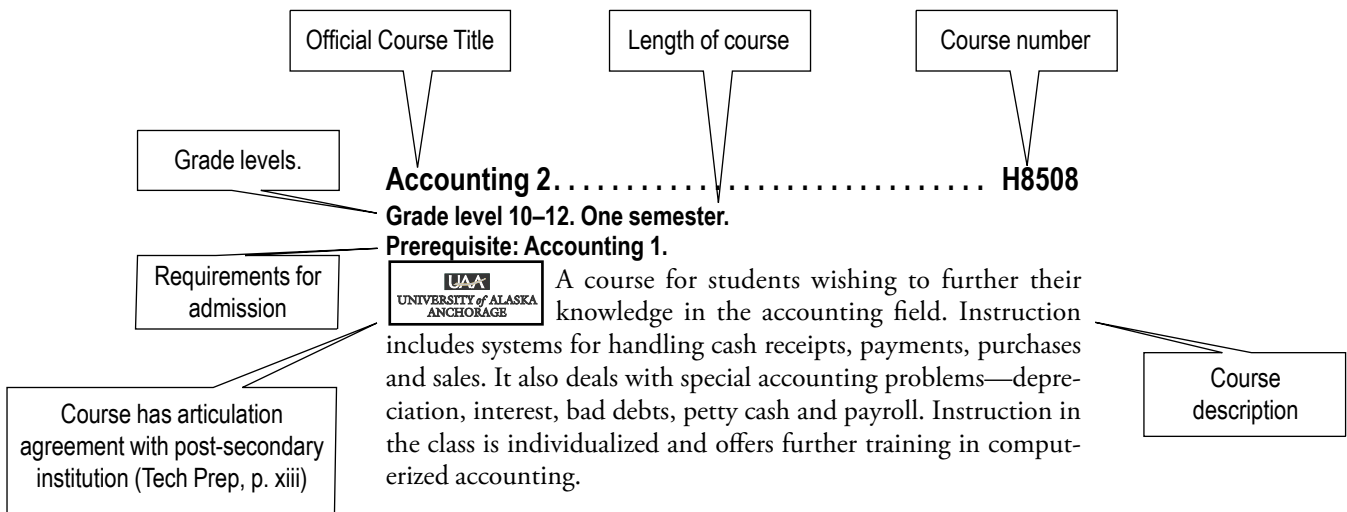 Official Course Title
Length of course
Course number
Grade levels.
Accounting 2. . . . . . . . . . . . . . . . . . . . . . . . . . . . . . H8508
Grade level 10–12. One semester.
Prerequisite: Accounting 1.
Requirements for
admission
UAA
UNIVERSITY of ALASKA
ANCHORAGE
A course for students wishing to further their
knowledge in the accounting field. Instruction
includes systems for handling cash receipts, payments, purchases
and sales. It also deals with special accounting problems—depre-
ciation, interest, bad debts, petty cash and payroll. Instruction in
the class is individualized and offers further training in comput-
erized accounting.
Course has articulation
agreement with post-secondary
institution (Tech Prep, p. xiii)
Course
description